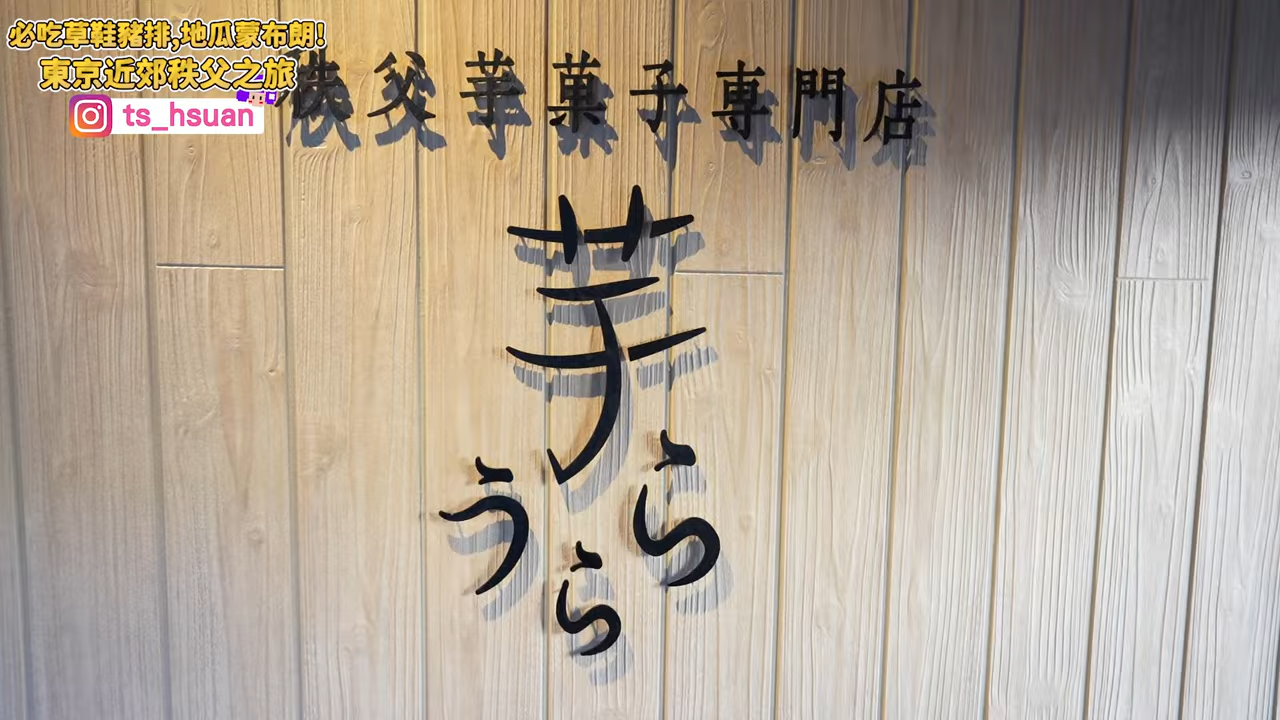 必吃草鞋豬排,地瓜蒙布朗!
東京近郊秩父之旅
ts_hsuan
秩父芋菓子専門店
芋
うらら